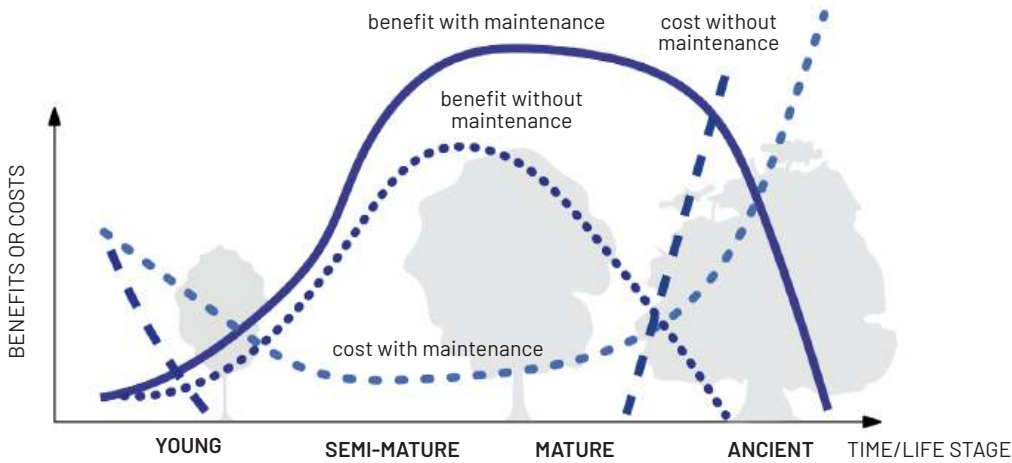 benefit with maintenance
cost without
maintenance
benefit without
maintenance
BENEFITS OR COSTS
cost with maintenance
YOUNG
SEMI-MATURE
MATURE
ANCIENT
TIME/LIFE STAGE